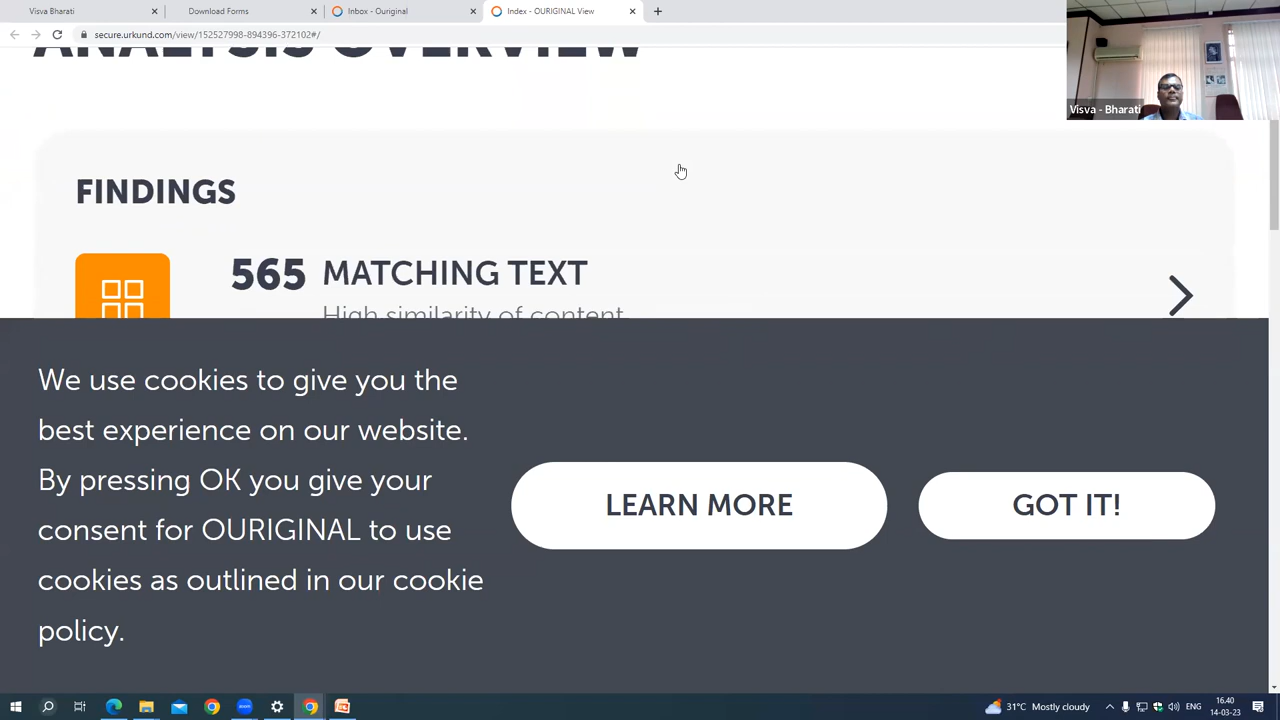 Visva Bharati
Download Forms
Inbox - Ouriginal
Index - OURIGINAL View
secure.urkund.com/view/152527998-894396-372102#/
ANALYSIS OVERVIEW
Visva - Bharati
FINDINGS
565 MATCHING TEXT
High similarity of content
We use cookies to give you the
best experience on our website.
By pressing OK you give your
consent for OURIGINAL to use
cookies as outlined in our cookie
policy.
LEARN MORE
GOT IT!
31°C Mostly cloudy
ENG
16.40
14-03-23